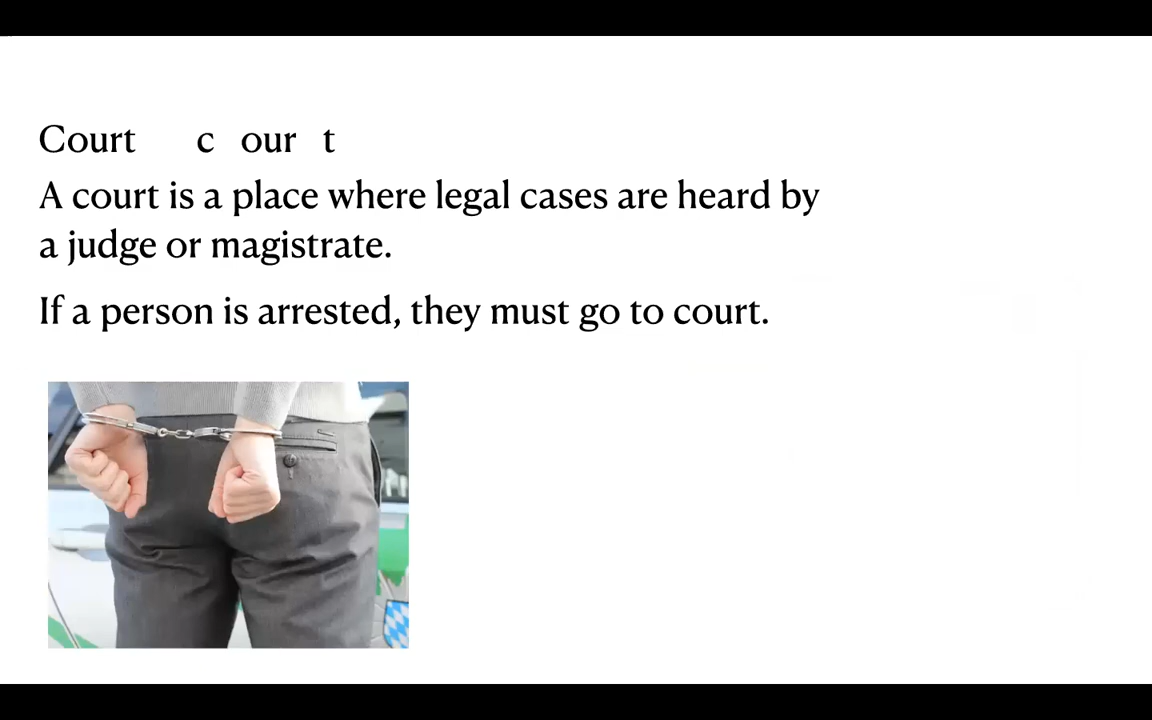 Court c our t
A court is a place where legal cases are heard by
a judge or magistrate.
If a person is arrested, they must go to court.